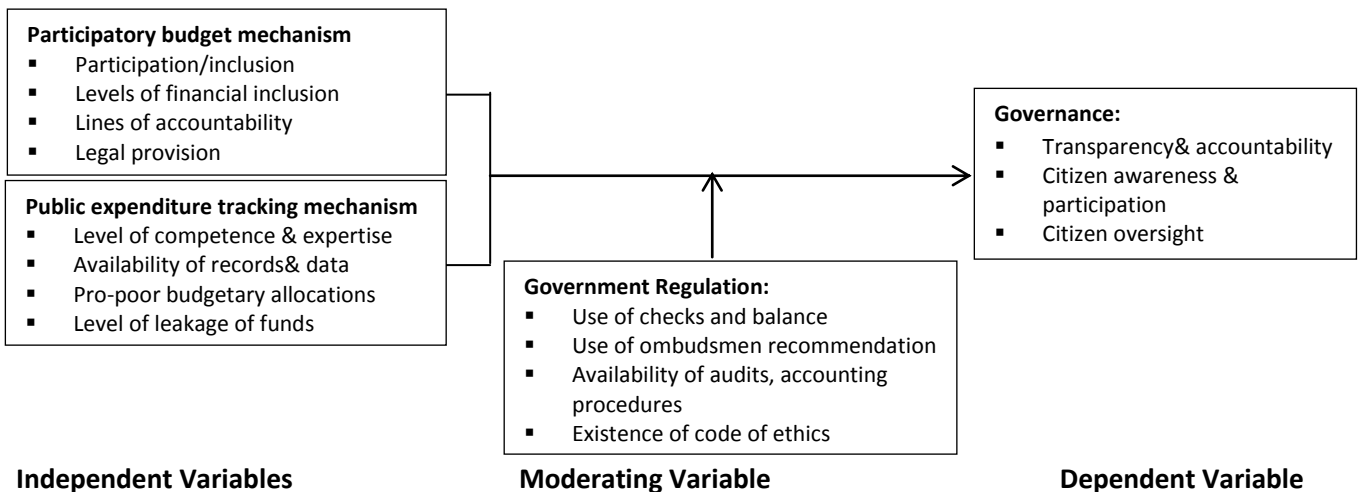 Participatory budget mechanism
▪ Participation/inclusion
▪ Levels of financial inclusion
▪ Lines of accountability
▪ Legal provision
Public expenditure tracking mechanism
▪ Level of competence & expertise
▪ Availability of records& data
▪ Pro-poor budgetary allocations
▪ Level of leakage of funds
Government Regulation:
▪ Use of checks and balance
▪ Use of ombudsmen recommendation
▪ Availability of audits, accounting
procedures
▪ Existence of code of ethics
Governance:
▪ Transparency& accountability
▪ Citizen awareness &
participation
▪ Citizen oversight
Independent Variables
Moderating Variable
Dependent Variable